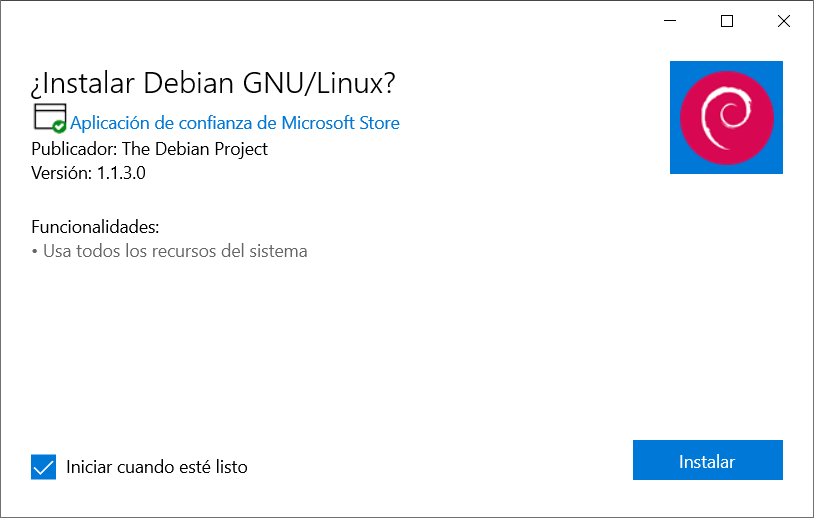 ¿Instalar Debian GNU/Linux?
Aplicación de confianza de Microsoft Store
Publicador: The Debian Project
Versión: 1.1.3.0
Funcionalidades:
• Usa todos los recursos del sistema
Iniciar cuando esté listo
Instalar